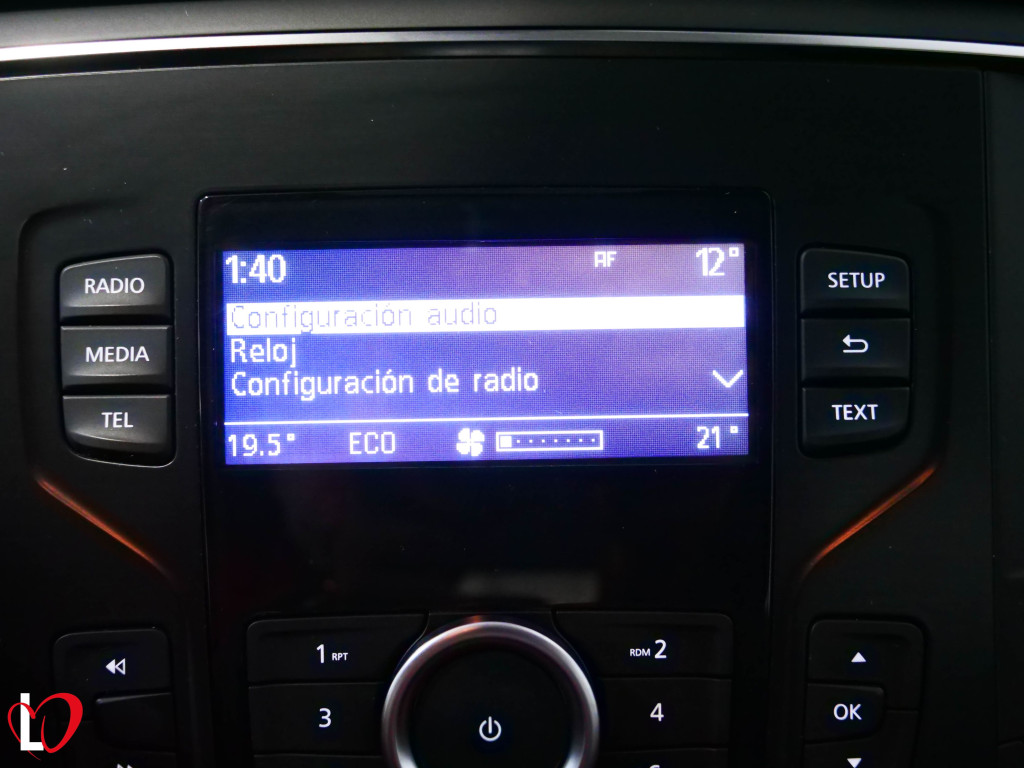 1:40 AF 12°
Configuración audio
Reloj
Configuración de radio
19.5° ECO 21°
RADIO
MEDIA
TEL
SETUP
TEXT
1 RPT
RDM 2
3
4
OK
L